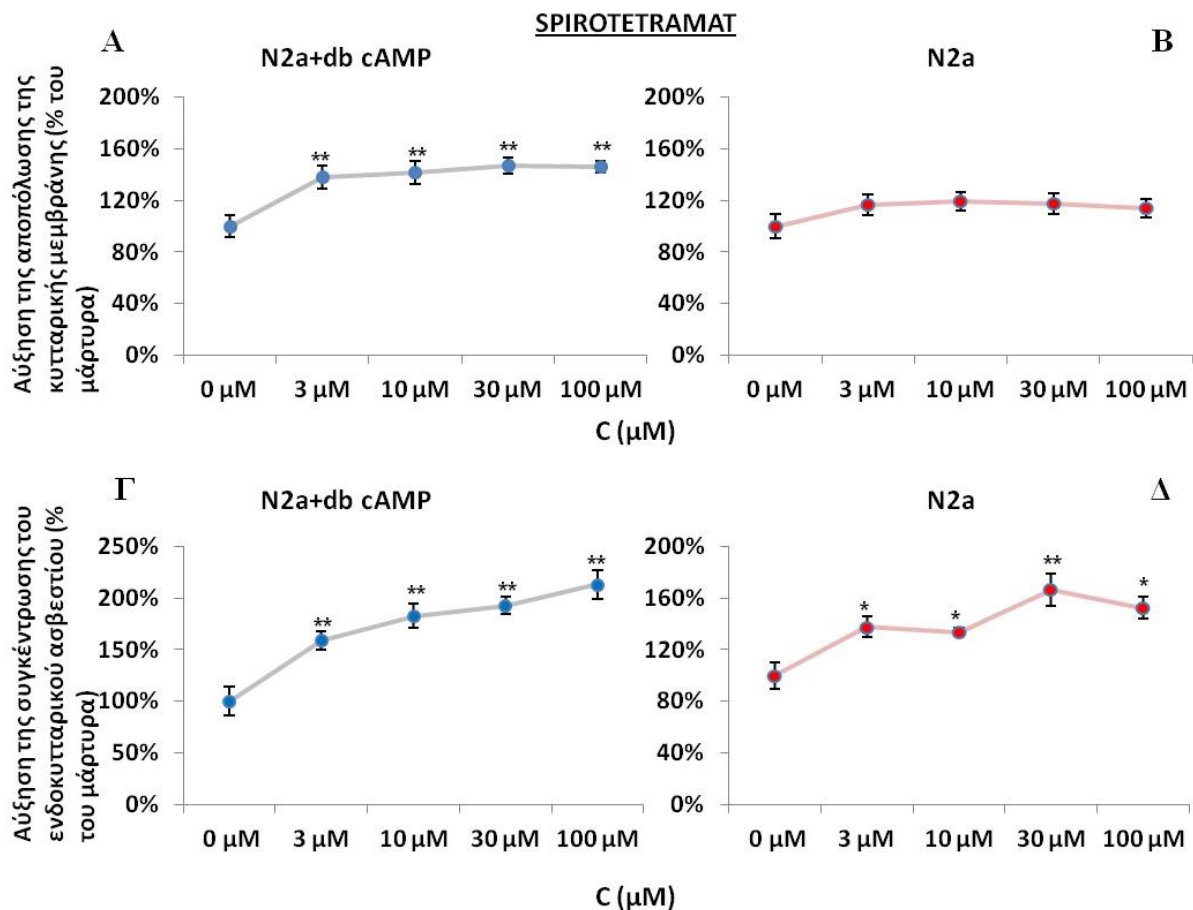 SPIROTETRAMAT
Α
N2a+db cAMP
N2a
Β
Αύξηση της αποπόλωσης της
κυτταρικής μεμβράνης (% του
μάρτυρα)
200%
160%
120%
80%
40%
0%
** ** ** **
0 μM 3 μM 10 μM 30 μM 100 μM
200%
160%
120%
80%
40%
0%
0 μM 3 μM 10 μM 30 μM 100 μM
C (μM)
Γ
N2a+db cAMP
N2a
Δ
Αύξηση της συγκέντρωσης του
ενδοκυτταρικού ασβεστίου (%
του μάρτυρα)
250%
200%
150%
100%
50%
0%
** ** ** **
0 μM 3 μM 10 μM 30 μM 100 μM
200%
160%
120%
80%
40%
0%
* * ** *
0 μM 3 μM 10 μM 30 μM 100 μM
C (μM)